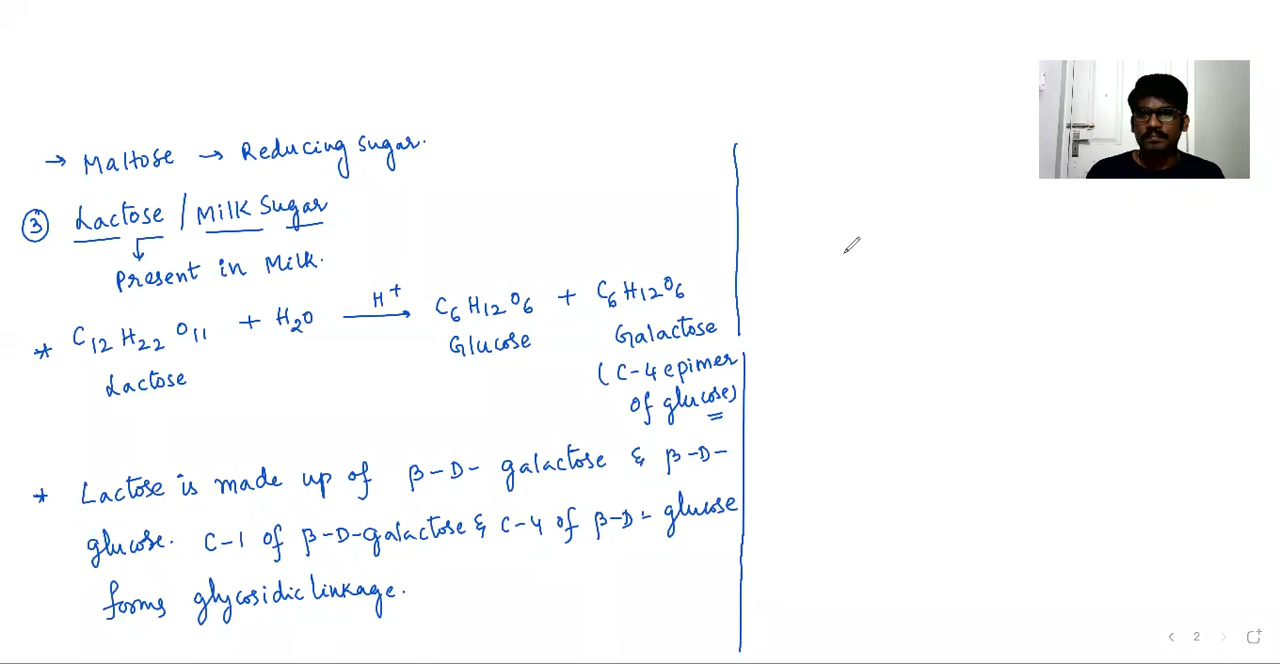 → Maltose → Reducing sugar.
③ Lactose / Milk Sugar
Present in Milk.
* C12 H22 O11 + H2O H+ → C6 H12 O6 + C6 H12 O6
Lactose Glucose Galactose
(C-4 epimer
of glucose)
* Lactose is made up of β-D- galactose & β-D-
glucose. C-1 of β-D-galactose & C-4 of β-D- glucose
forms glycosidic linkage.
2